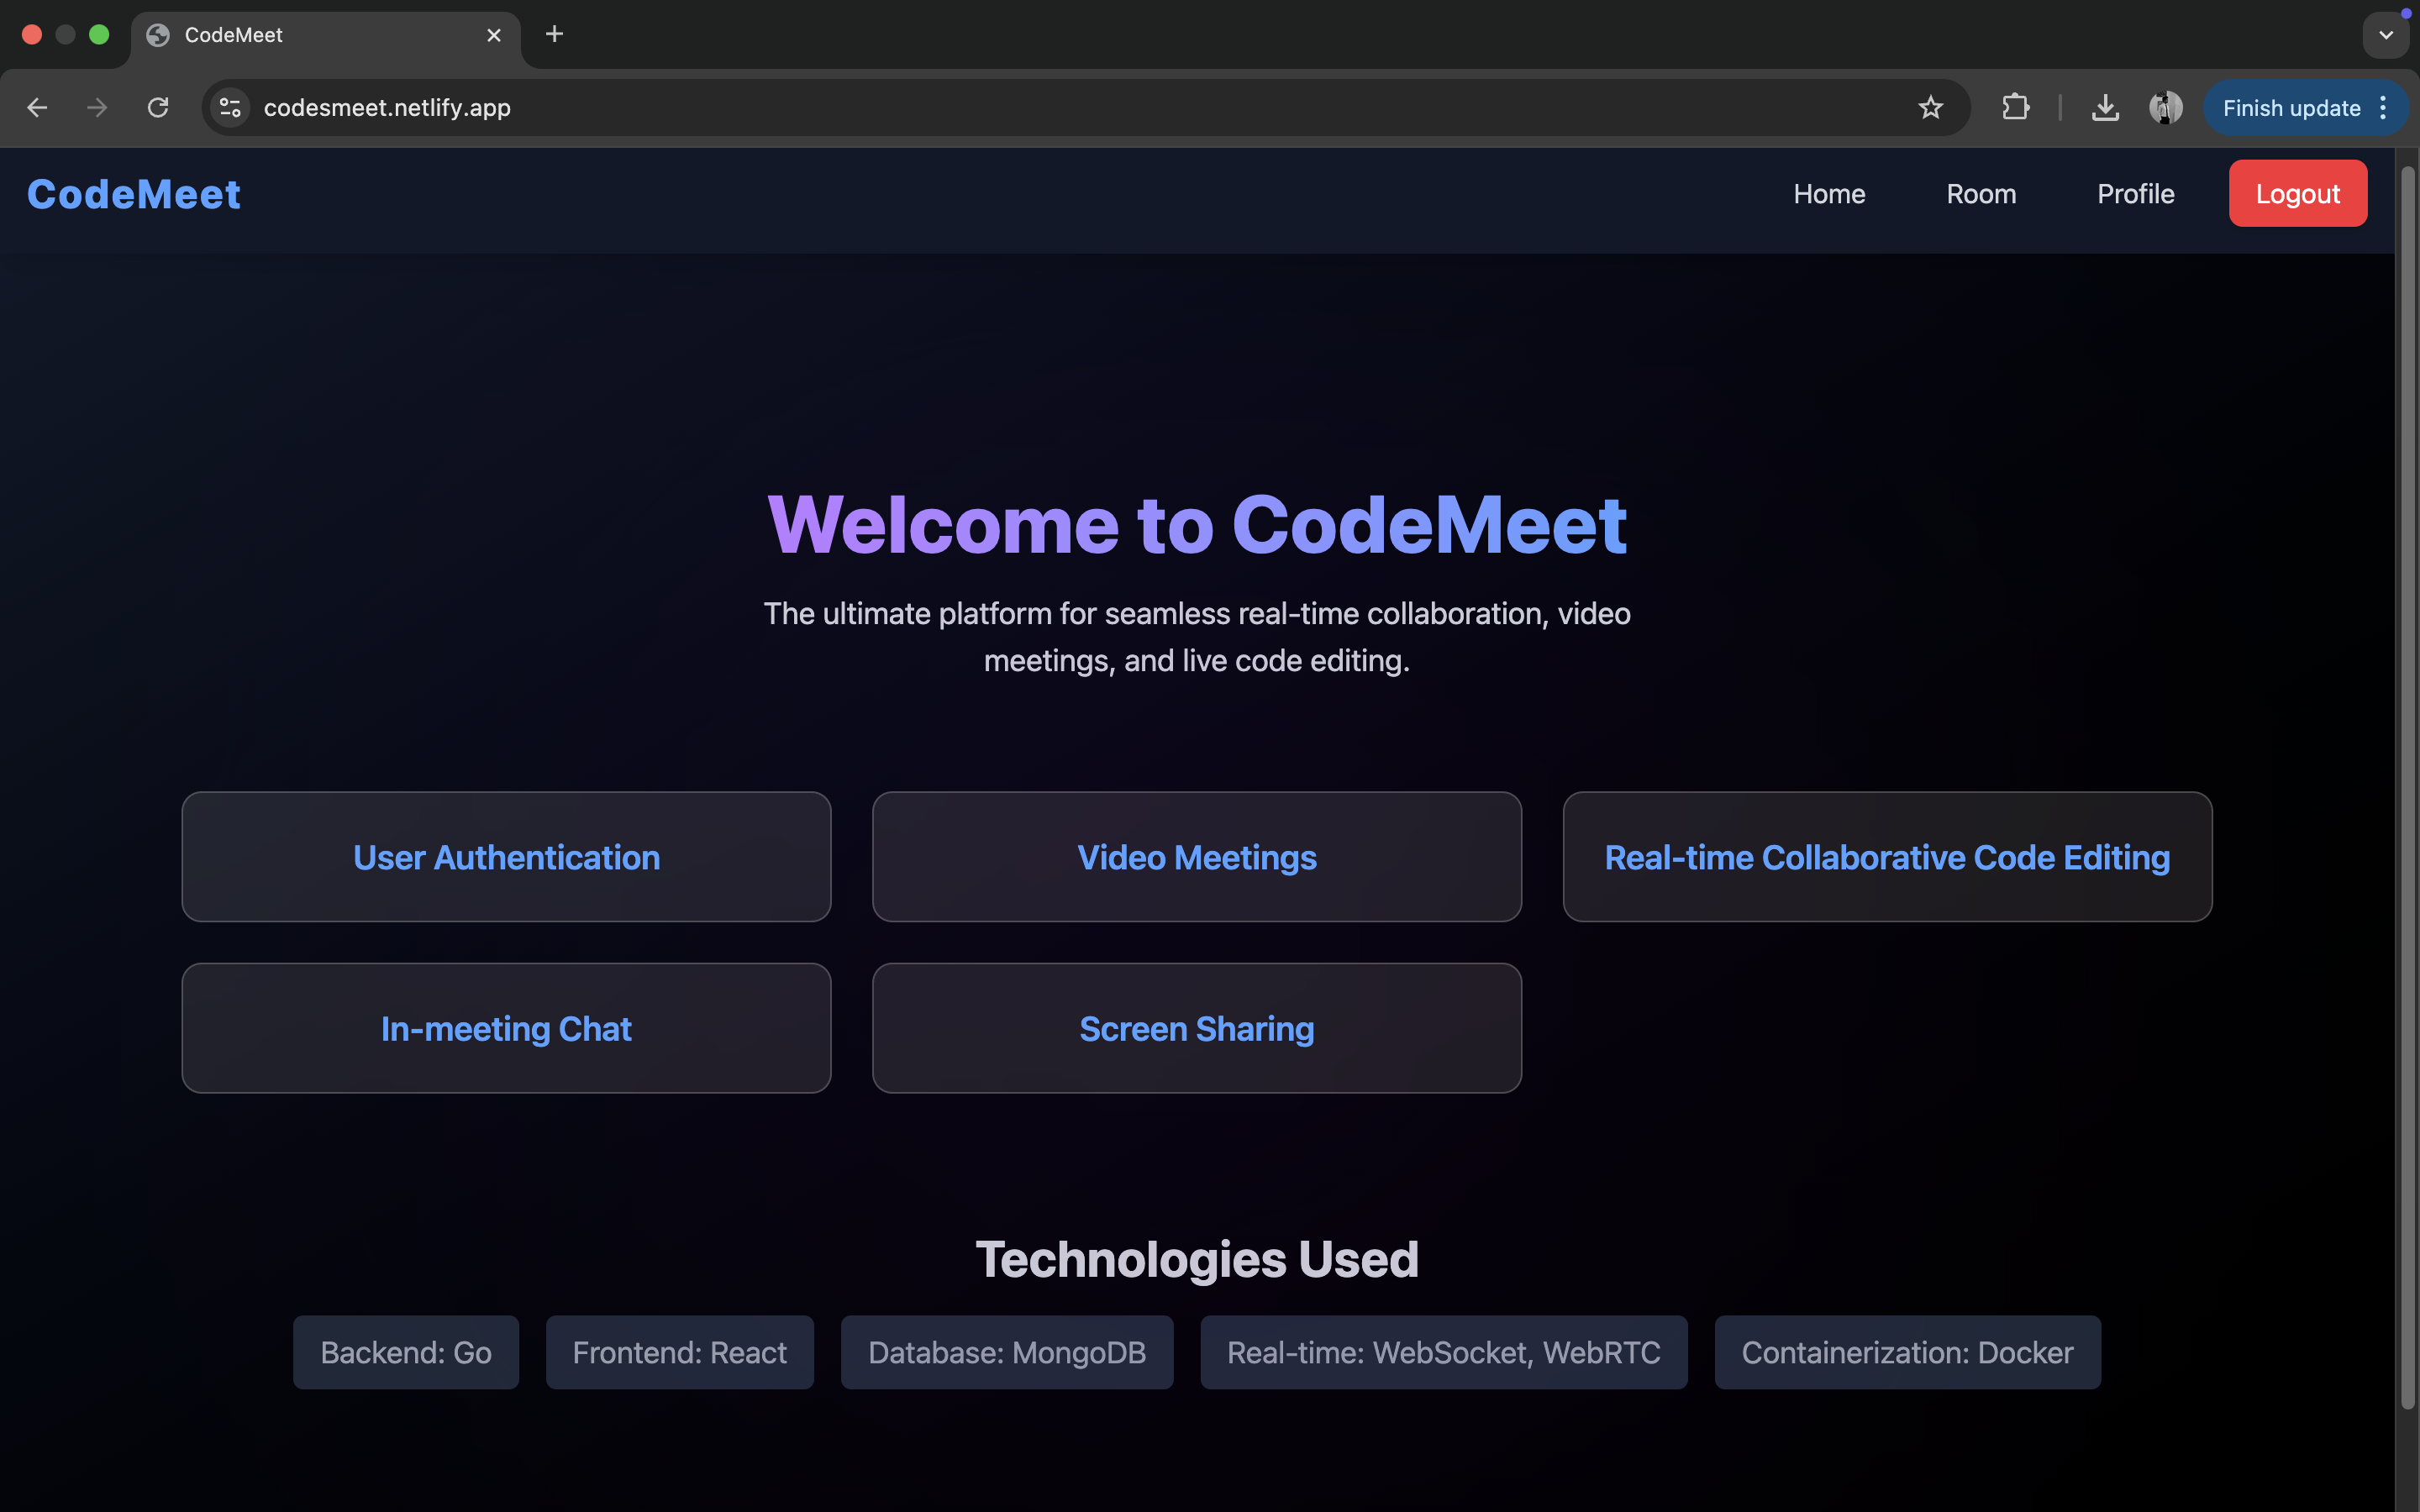 CodeMeet
codesmeet.netlify.app
Finish update
CodeMeet
Home
Room
Profile
Logout
Welcome to CodeMeet
The ultimate platform for seamless real-time collaboration, video
meetings, and live code editing.
User Authentication
Video Meetings
Real-time Collaborative Code Editing
In-meeting Chat
Screen Sharing
Technologies Used
Backend: Go
Frontend: React
Database: MongoDB
Real-time: WebSocket, WebRTC
Containerization: Docker